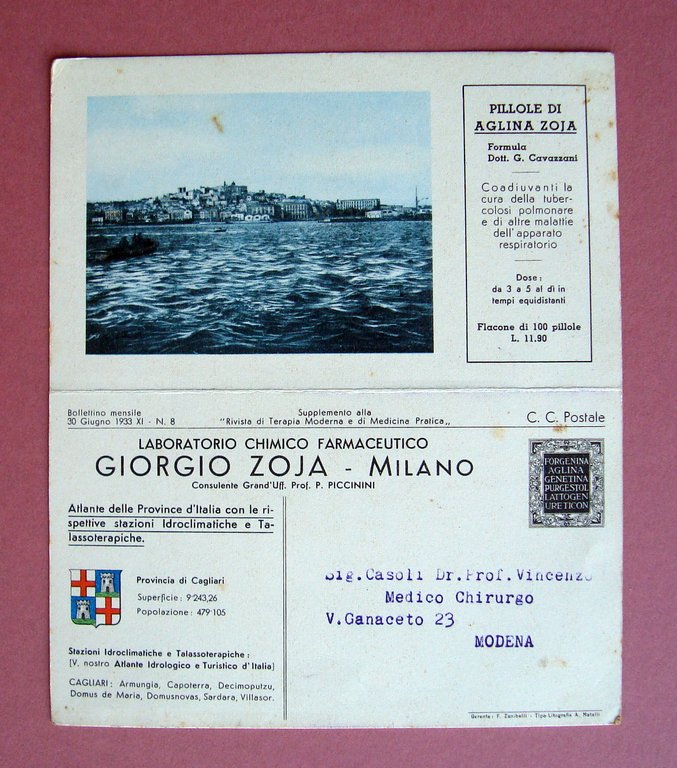 PILLOLE DI
AGLINA ZOJA
Formula
Dott. G. Cavazzani
Coadiuvanti la
cura della tuber-
colosi polmonare
e di altre malattie
dell'apparato
respiratorio
Dose:
da 3 a 5 al dì in
tempi equidistanti
Flacone di 100 pillole
L. 11.90
Bollettino mensile
30 Giugno 1933 XI - N. 8
Supplemento alla
"Rivista di Terapia Moderna e di Medicina Pratica„
C. C. Postale
LABORATORIO CHIMICO FARMACEUTICO
GIORGIO ZOJA - MILANO
Consulente Grand'Uff. Prof. P. PICCININI
FORGENINA
AGLINA
GENETINA
PURGESTOL
LATTOGEN
URETICON
Atlante delle Province d'Italia con le ri-
spettive stazioni Idroclimatiche e Ta-
lassoterapiche.
Provincia di Cagliari
Superficie: 9·243,26
Popolazione: 479·105
Stazioni Idroclimatiche e Talassoterapiche:
[V. nostro Atlante Idrologico e Turistico d'Italia]
CAGLIARI: Armungia, Capoterra, Decimoputzu,
Domus de Maria, Domusnovas, Sardara, Villasor.
Sig.Casoli Dr.Prof.Vincenzo
Medico Chirurgo
V.Ganaceto 23
MODENA
Gerente: F. Zanibelli - Tipo-Litografia A. Natelli